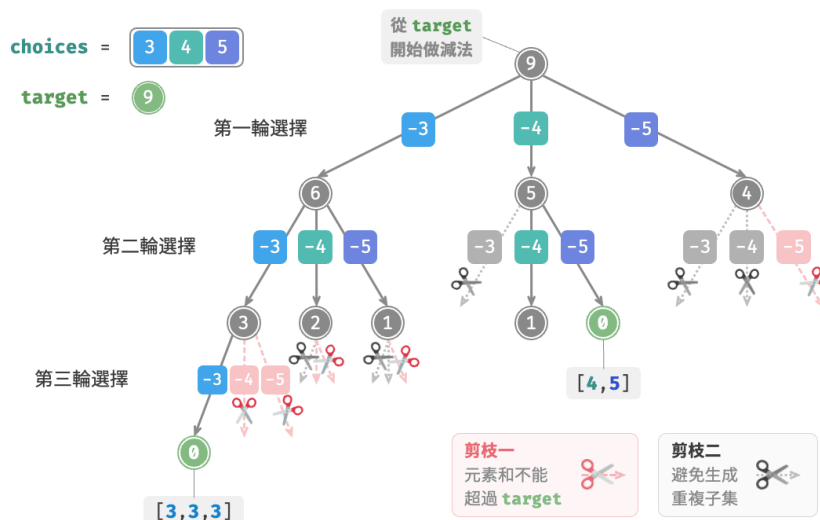 從 target
開始做減法
choices = 3 4 5
target = 9
9
第一輪選擇
-3 -4 -5
6 5 4
第二輪選擇
-3 -4 -5 -3 -4 -5 -3 -4 -5
3 2 1 1 0
第三輪選擇
-3 -4 -5
[4,5]
0
[3,3,3]
剪枝一
元素和不能
超過 target
剪枝二
避免生成
重複子集